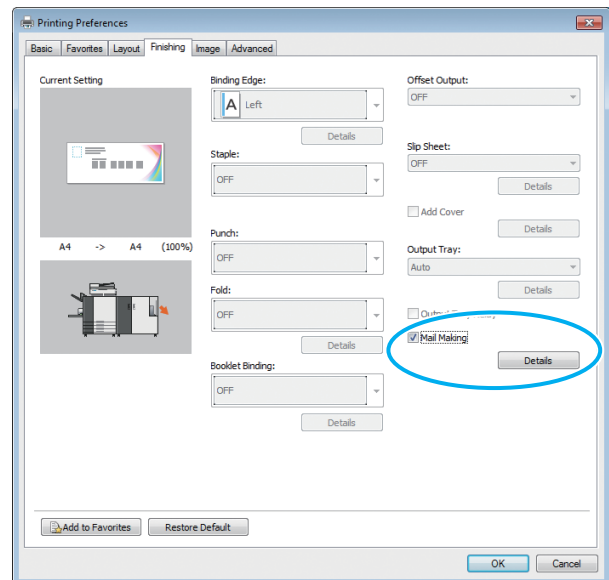 Printing Preferences
Basic Favorites Layout Finishing Image Advanced
Current Setting
A4 -> A4 (100%)
Binding Edge:
A Left
Details
Staple:
OFF
Punch:
OFF
Fold:
OFF
Details
Booklet Binding:
OFF
Details
Offset Output:
OFF
Slip Sheet:
OFF
Details
Add Cover
Details
Output Tray:
Auto
Details
Output
Mail Making
Details
Add to Favorites Restore Default
OK Cancel